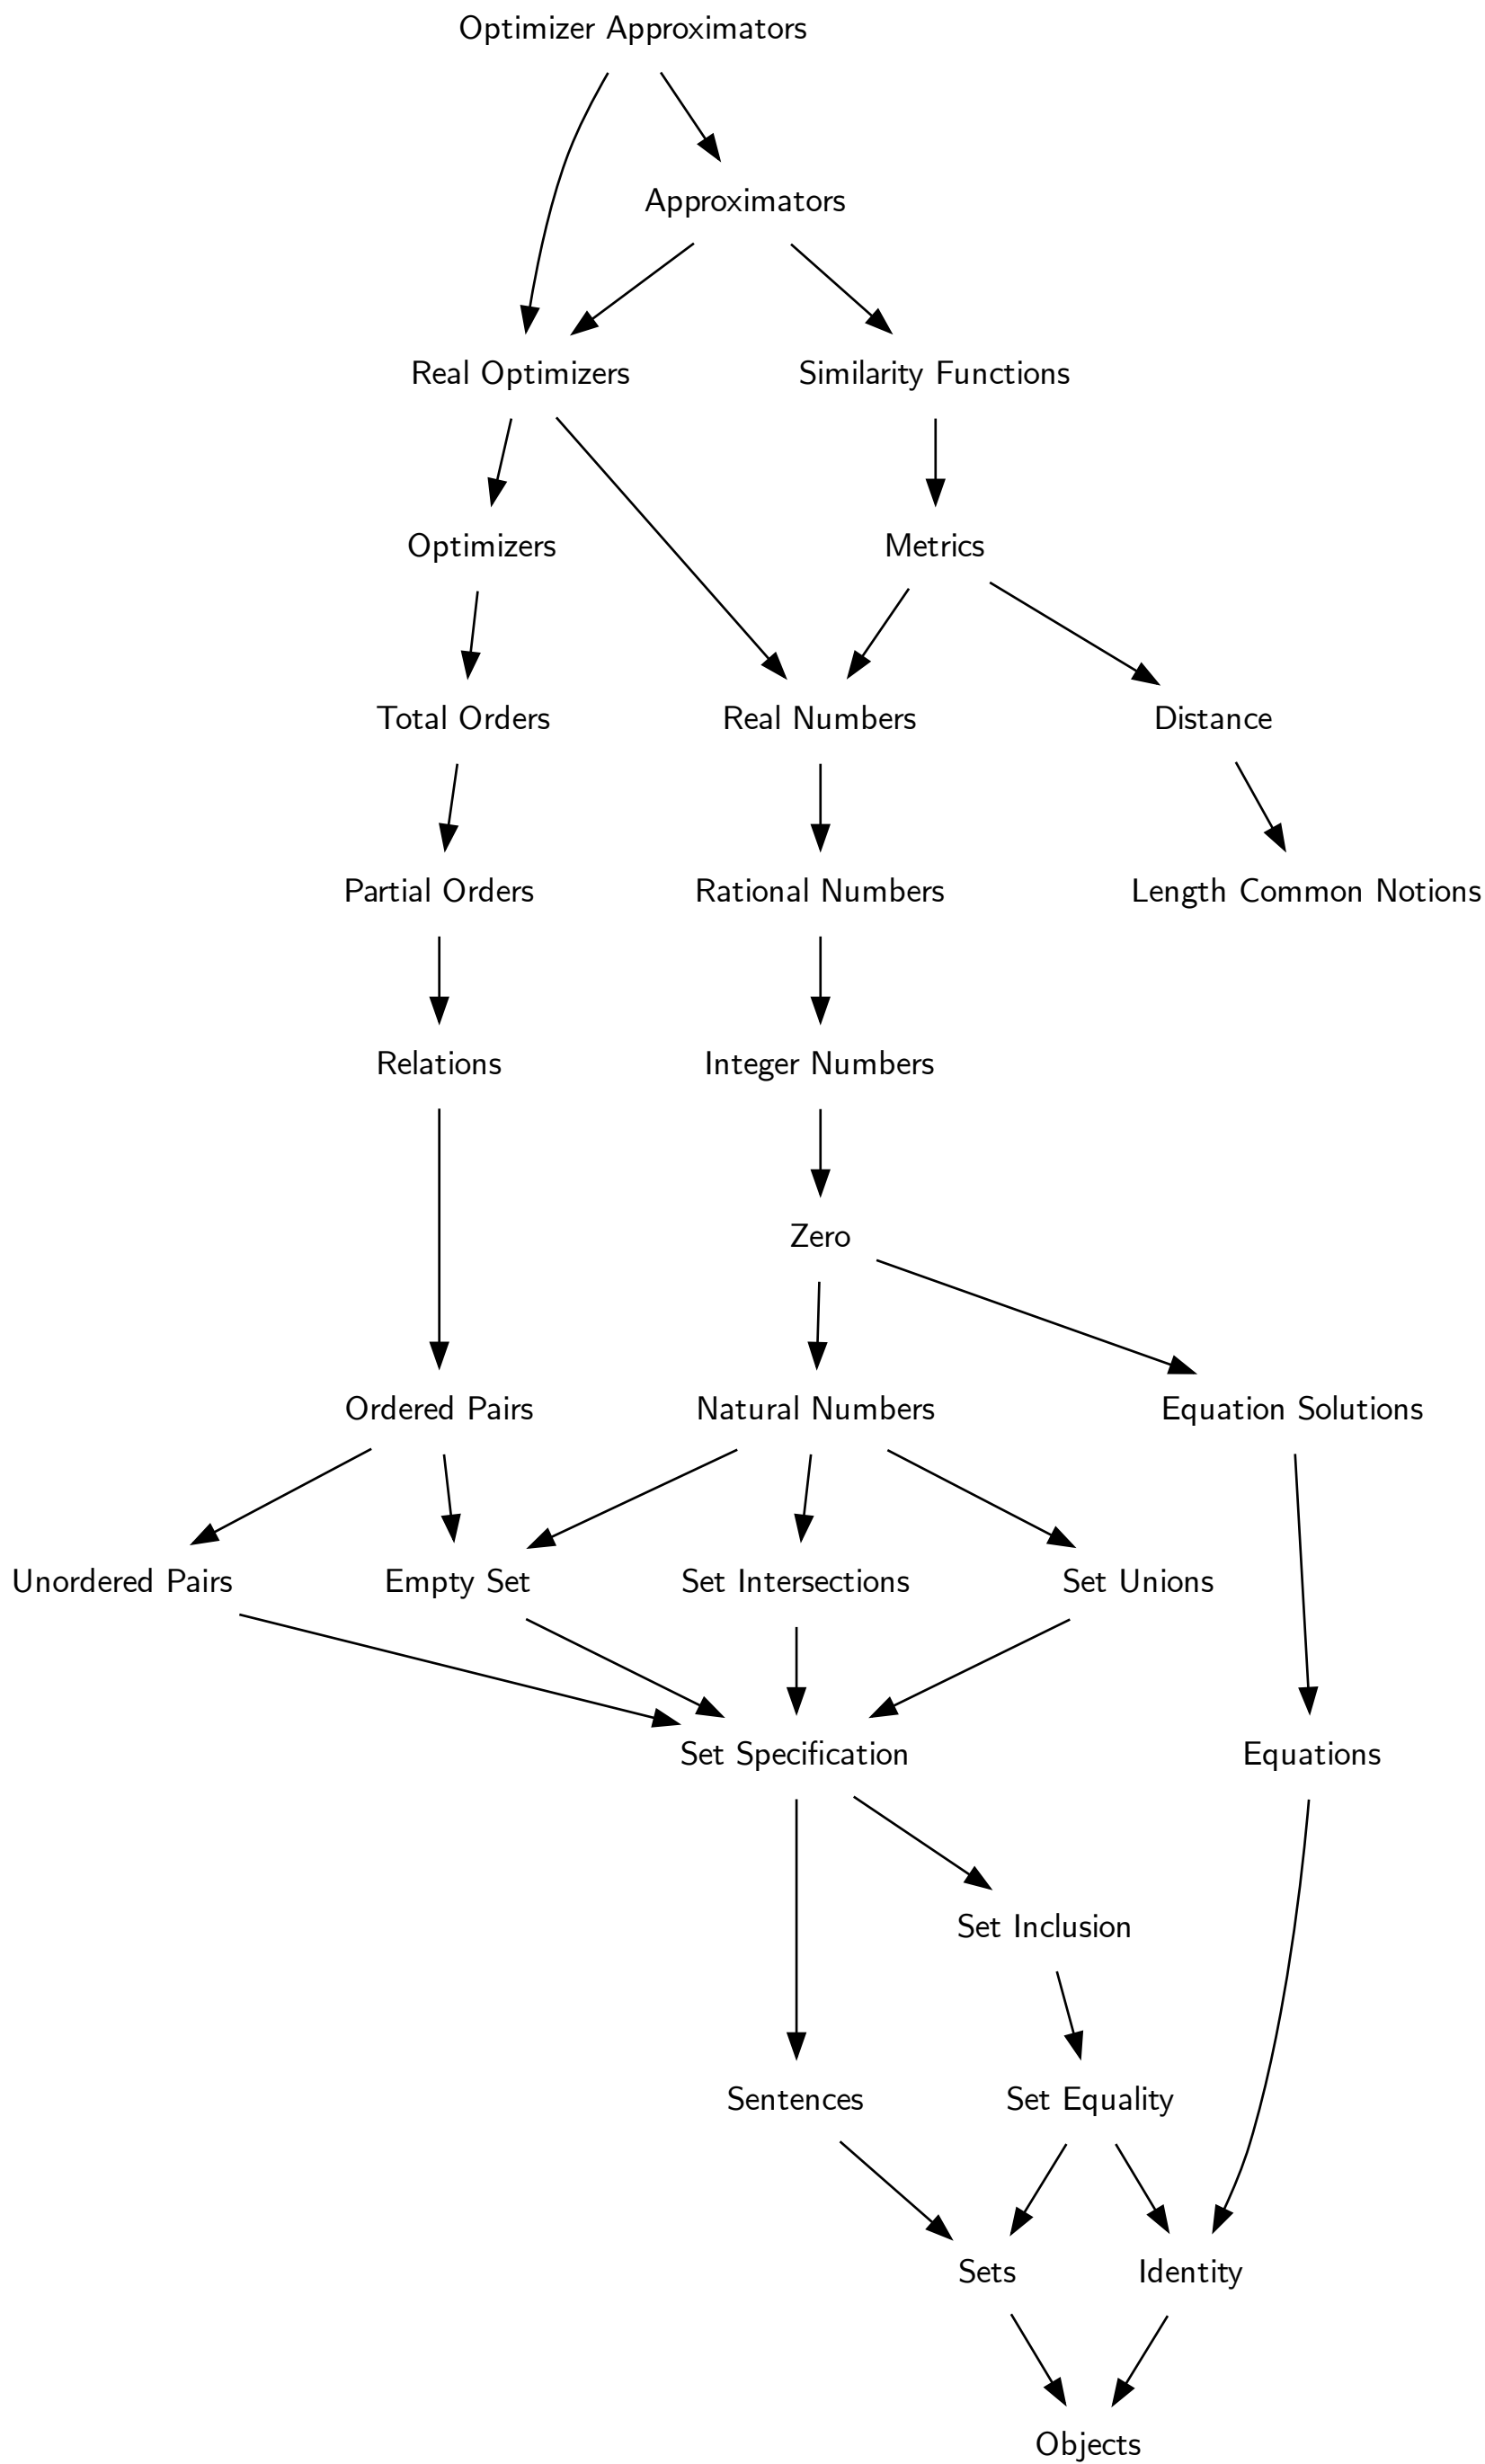 Optimizer Approximators
Approximators
Real Optimizers
Similarity Functions
Optimizers
Metrics
Total Orders
Real Numbers
Distance
Partial Orders
Rational Numbers
Length Common Notions
Relations
Integer Numbers
Zero
Ordered Pairs
Natural Numbers
Equation Solutions
Unordered Pairs
Empty Set
Set Intersections
Set Unions
Set Specification
Equations
Set Inclusion
Sentences
Set Equality
Sets
Identity
Objects